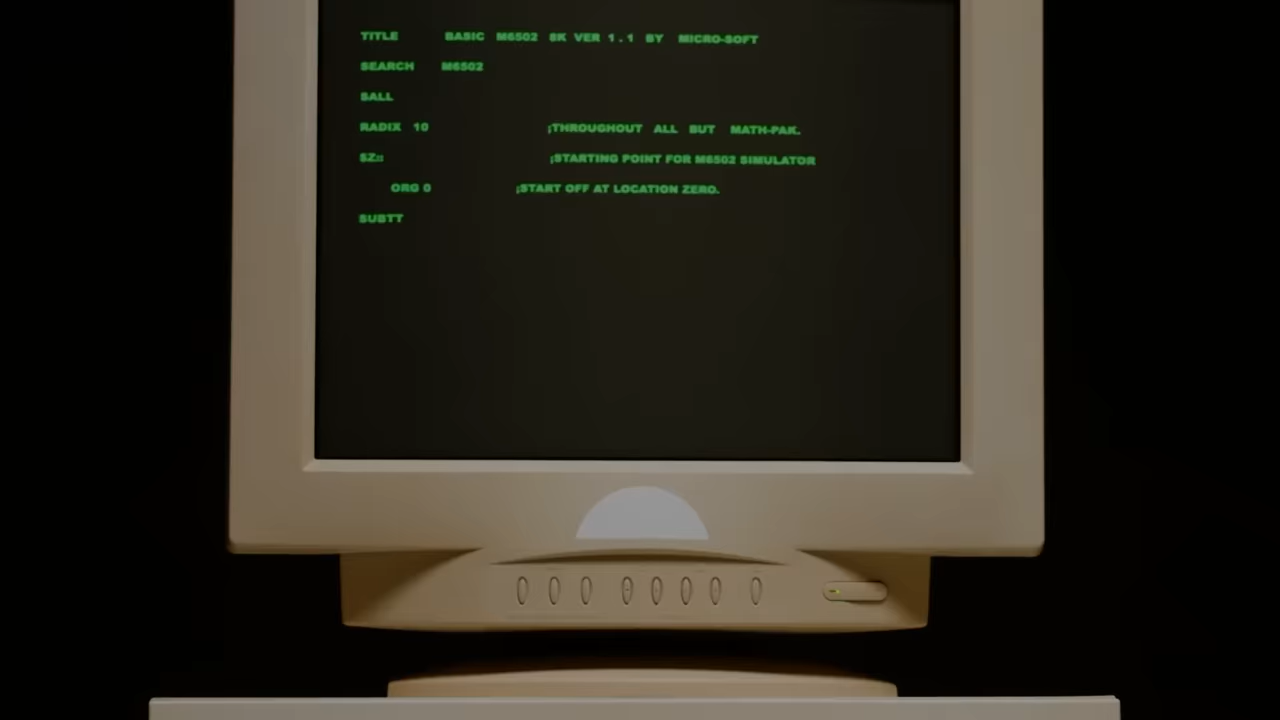 TITLE BASIC M6502 8K VER 1.1 BY MICRO-SOFT
SEARCH M6502
SALL
RADIX 10 ;THROUGHOUT ALL BUT MATH-PAK.
$Z:: ;STARTING POINT FOR M6502 SIMULATOR
ORG 0 ;START OFF AT LOCATION ZERO.
SUBTT